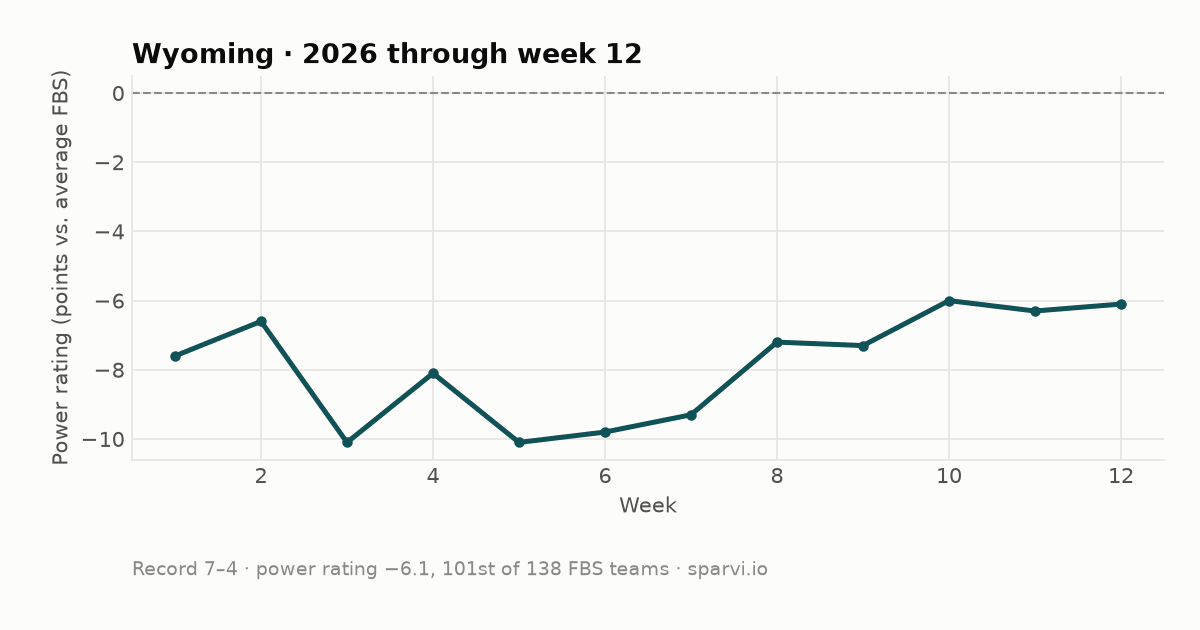 Wyoming · 2026 through week 12
Power rating (points vs. average FBS)
0
−2
−4
−6
−8
−10
2 4 6 8 10 12
Week
Record 7–4 · power rating −6.1, 101st of 138 FBS teams · sparvi.io